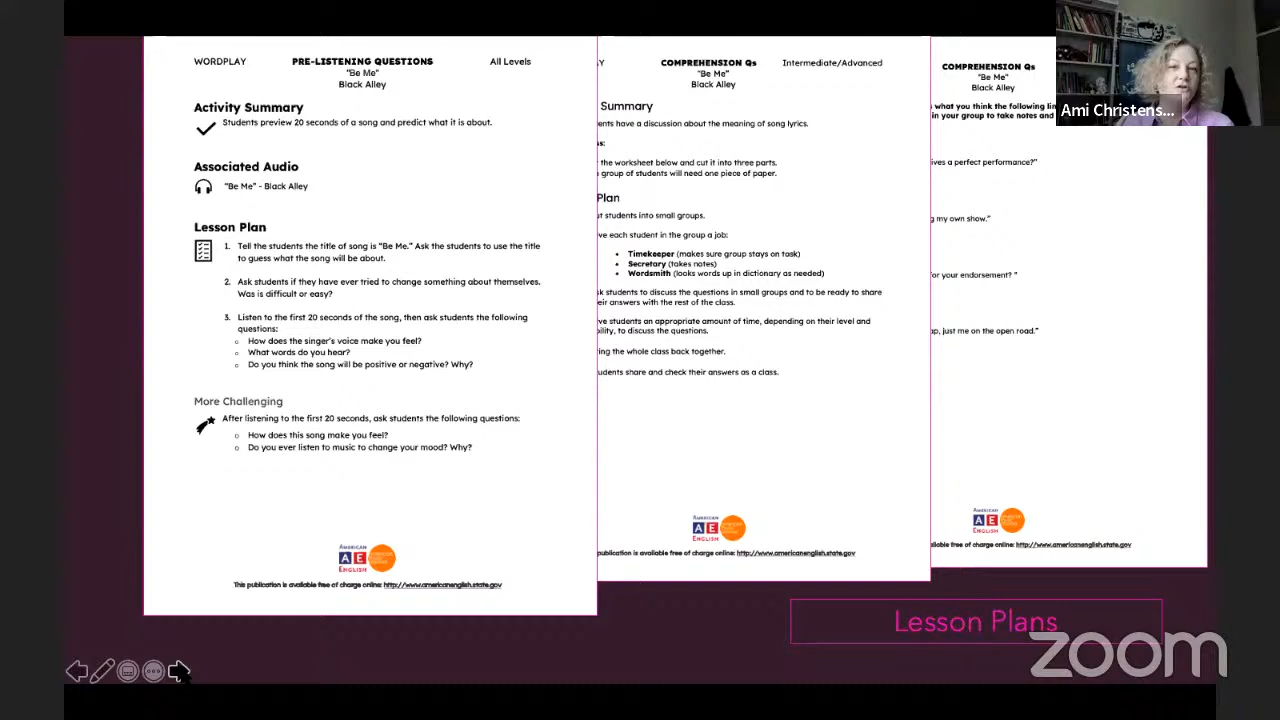 WORDPLAY
PRE-LISTENING QUESTIONS
All Levels
"Be Me"
Black Alley
Activity Summary
Students preview 20 seconds of a song and predict what it is about.
Associated Audio
"Be Me" - Black Alley
Lesson Plan
1. Tell the students the title of song is "Be Me." Ask the students to use the title
to guess what the song will be about.
2. Ask students if they have ever tried to change something about themselves.
Was is difficult or easy?
3. Listen to the first 20 seconds of the song, then ask students the following
questions:
o How does the singer's voice make you feel?
o What words do you hear?
o Do you think the song will be positive or negative? Why?
More Challenging
After listening to the first 20 seconds, ask students the following questions:
o How does this song make you feel?
o Do you ever listen to music to change your mood? Why?
AMERICAN
AE
ENGLISH
This publication is available free of charge online: http://www.americanenglish.state.gov
AY
COMPREHENSION Qs
Intermediate/Advanced
"Be Me"
Black Alley
Summary
ents have a discussion about the meaning of song lyrics.
ss:
the worksheet below and cut it into three parts.
group of students will need one piece of paper.
Plan
ut students into small groups.
ve each student in the group a job:
• Timekeeper (makes sure group stays on task)
• Secretary (takes notes)
• Wordsmith (looks words up in dictionary as needed)
sk students to discuss the questions in small groups and to be ready to share
eir answers with the rest of the class.
ve students an appropriate amount of time, depending on their level and
bility, to discuss the questions.
ring the whole class back together.
udents share and check their answers as a class.
AMERICAN
AE
ENGLISH
publication is available free of charge online: http://www.americanenglish.state.gov
COMPREHENSION Qs
"Be Me"
Black Alley
what you think the following lin
in your group to take notes and
ives a perfect performance?"
g my own show."
for your endorsement? "
ap, just me on the open road."
AMERICAN
AE
ENGLISH
ailable free of charge online: http://www.americanenglish.state.gov
Ami Christens...
Lesson Plans
zoom